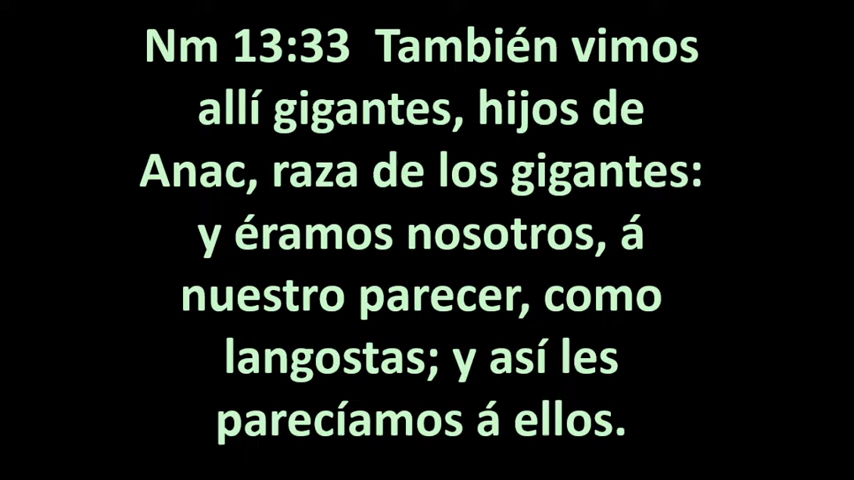 Nm 13:33  También vimos
allí gigantes, hijos de
Anac, raza de los gigantes:
y éramos nosotros, á
nuestro parecer, como
langostas; y así les
parecíamos á ellos.